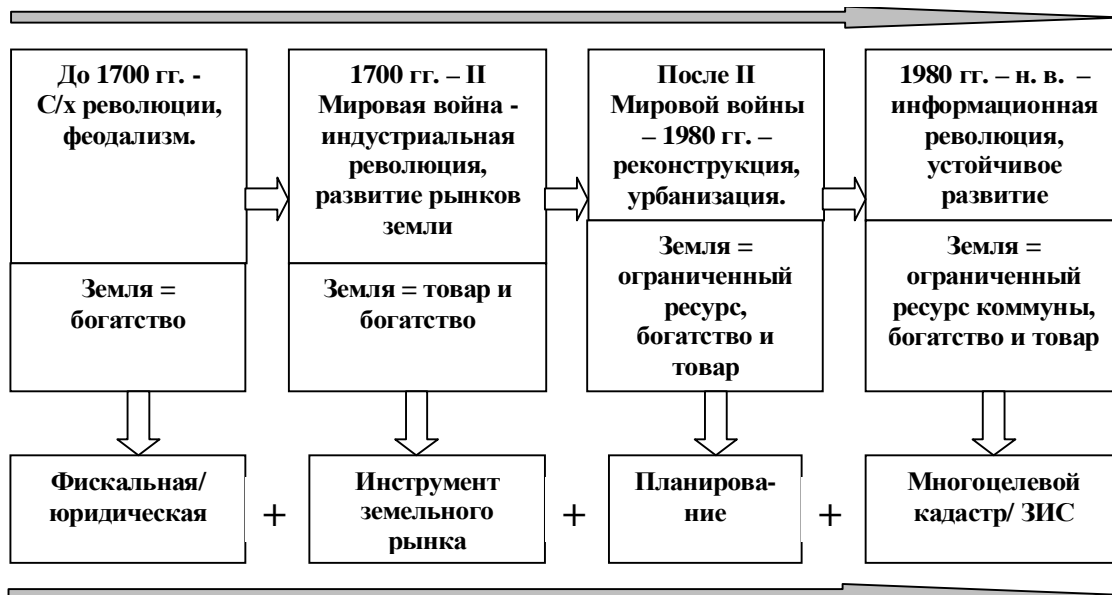 До 1700 гг. -
С/х революции,
феодализм.
Земля =
богатство
1700 гг. – II
Мировая война -
индустриальная
революция,
развитие рынков
земли
Земля = товар и
богатство
После II
Мировой войны
– 1980 гг. –
реконструкция,
урбанизация.
Земля =
ограниченный
ресурс,
богатство и
товар
1980 гг. – н. в. –
информационная
революция,
устойчивое
развитие
Земля =
ограниченный
ресурс коммуны,
богатство и товар
Фискальная/
юридическая
+
Инструмент
земельного
рынка
+
Планирова-
ние
+
Многоцелевой
кадастр/ ЗИС